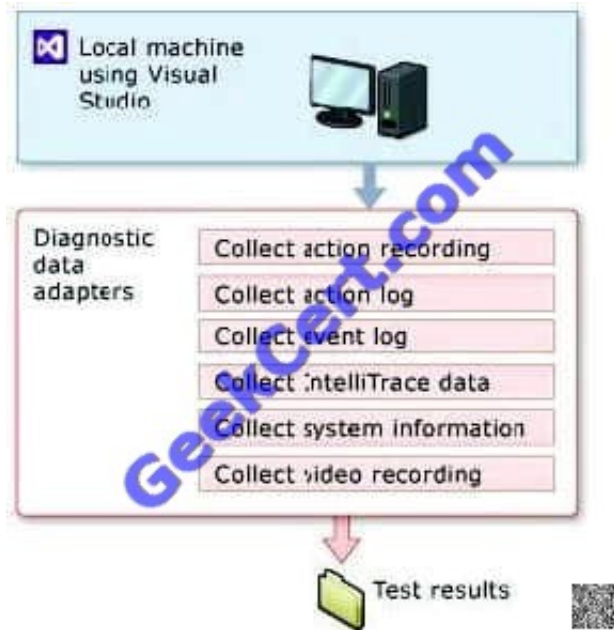 Local machine
using Visual
Studio
Diagnostic
data
adapters
Collect action recording
Collect action log
Collect event log
Collect IntelliTrace data
Collect system information
Collect video recording
Test results
GeekCert.com